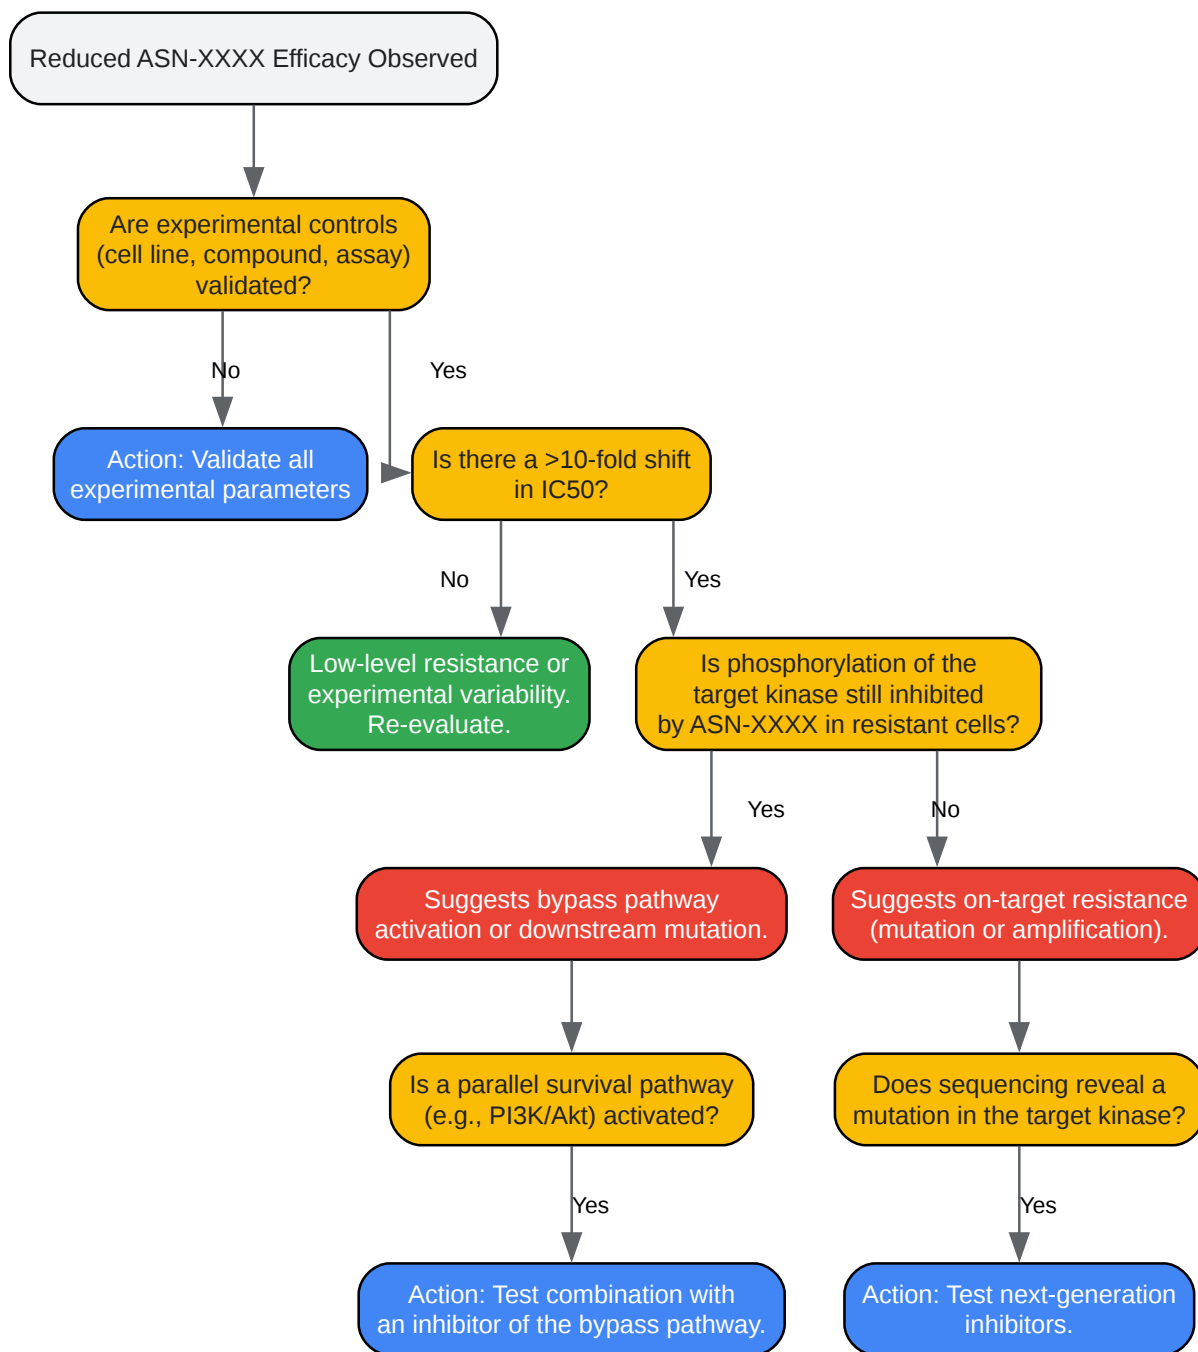 Reduced ASN-XXXX Efficacy Observed
Are experimental controls
(cell line, compound, assay)
validated?
No
Yes
Action: Validate all
experimental parameters
Is there a >10-fold shift
in IC50?
No
Yes
Low-level resistance or
experimental variability.
Re-evaluate.
Is phosphorylation of the
target kinase still inhibited
by ASN-XXXX in resistant cells?
Yes
No
Suggests bypass pathway
activation or downstream mutation.
Suggests on-target resistance
(mutation or amplification).
Is a parallel survival pathway
(e.g., PI3K/Akt) activated?
Does sequencing reveal a
mutation in the target kinase?
Yes
Yes
Action: Test combination with
an inhibitor of the bypass pathway.
Action: Test next-generation
inhibitors.